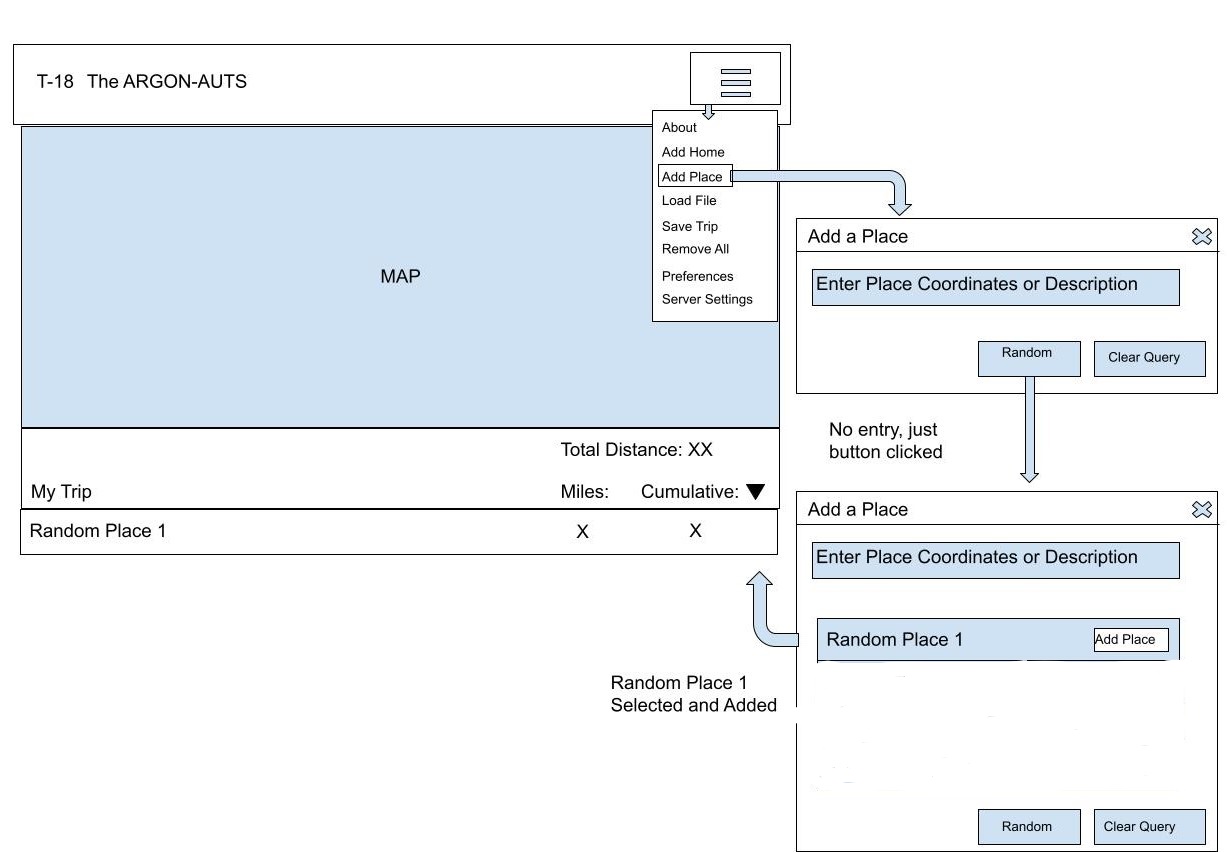 T-18 The ARGON-AUTS
About
Add Home
Add Place
Load File
Save Trip
Remove All
Preferences
Server Settings
MAP
Total Distance: XX
My Trip Miles: Cumulative:
Random Place 1 X X
Add a Place
Enter Place Coordinates or Description
Random Clear Query
No entry, just
button clicked
Add a Place
Enter Place Coordinates or Description
Random Place 1 Add Place
Random Clear Query
Random Place 1
Selected and Added